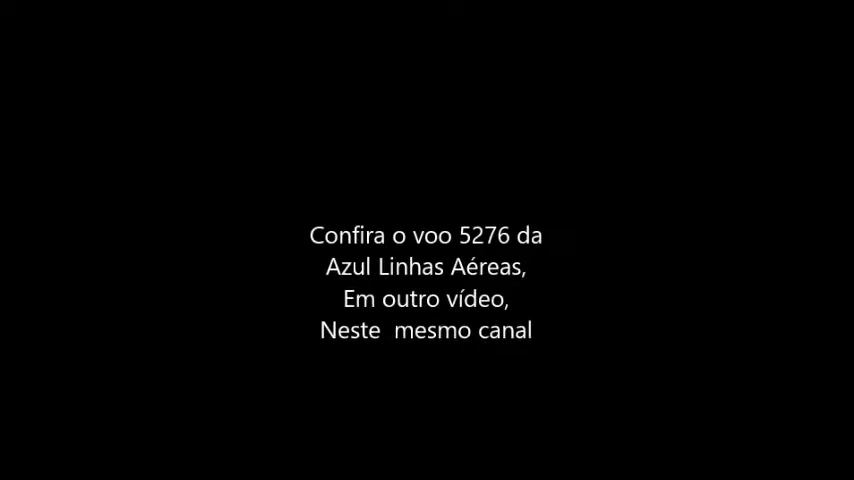 Confira o voo 5276 da
Azul Linhas Aéreas,
Em outro vídeo,
Neste  mesmo canal